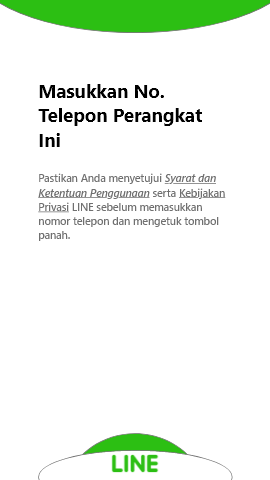 Masukkan No.
Telepon Perangkat
Ini
Pastikan Anda menyetujui Syarat dan
Ketentuan Penggunaan serta Kebijakan
Privasi LINE sebelum memasukkan
nomor telepon dan mengetuk tombol
panah.
LINE